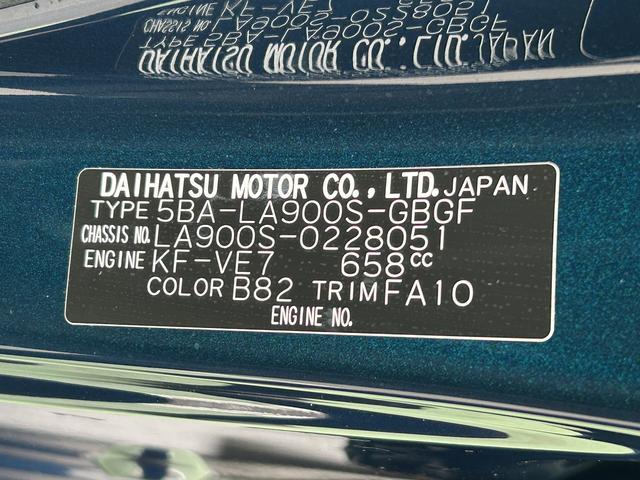 DAIHATSU MOTOR CO., LTD. JAPAN
TYPE 5BA-LA900S-GBGF
CHASSIS NO. LA900S-0228051
ENGINE KF-VE7 658CC
COLOR B82 TRIM FA10
ENGINE NO.